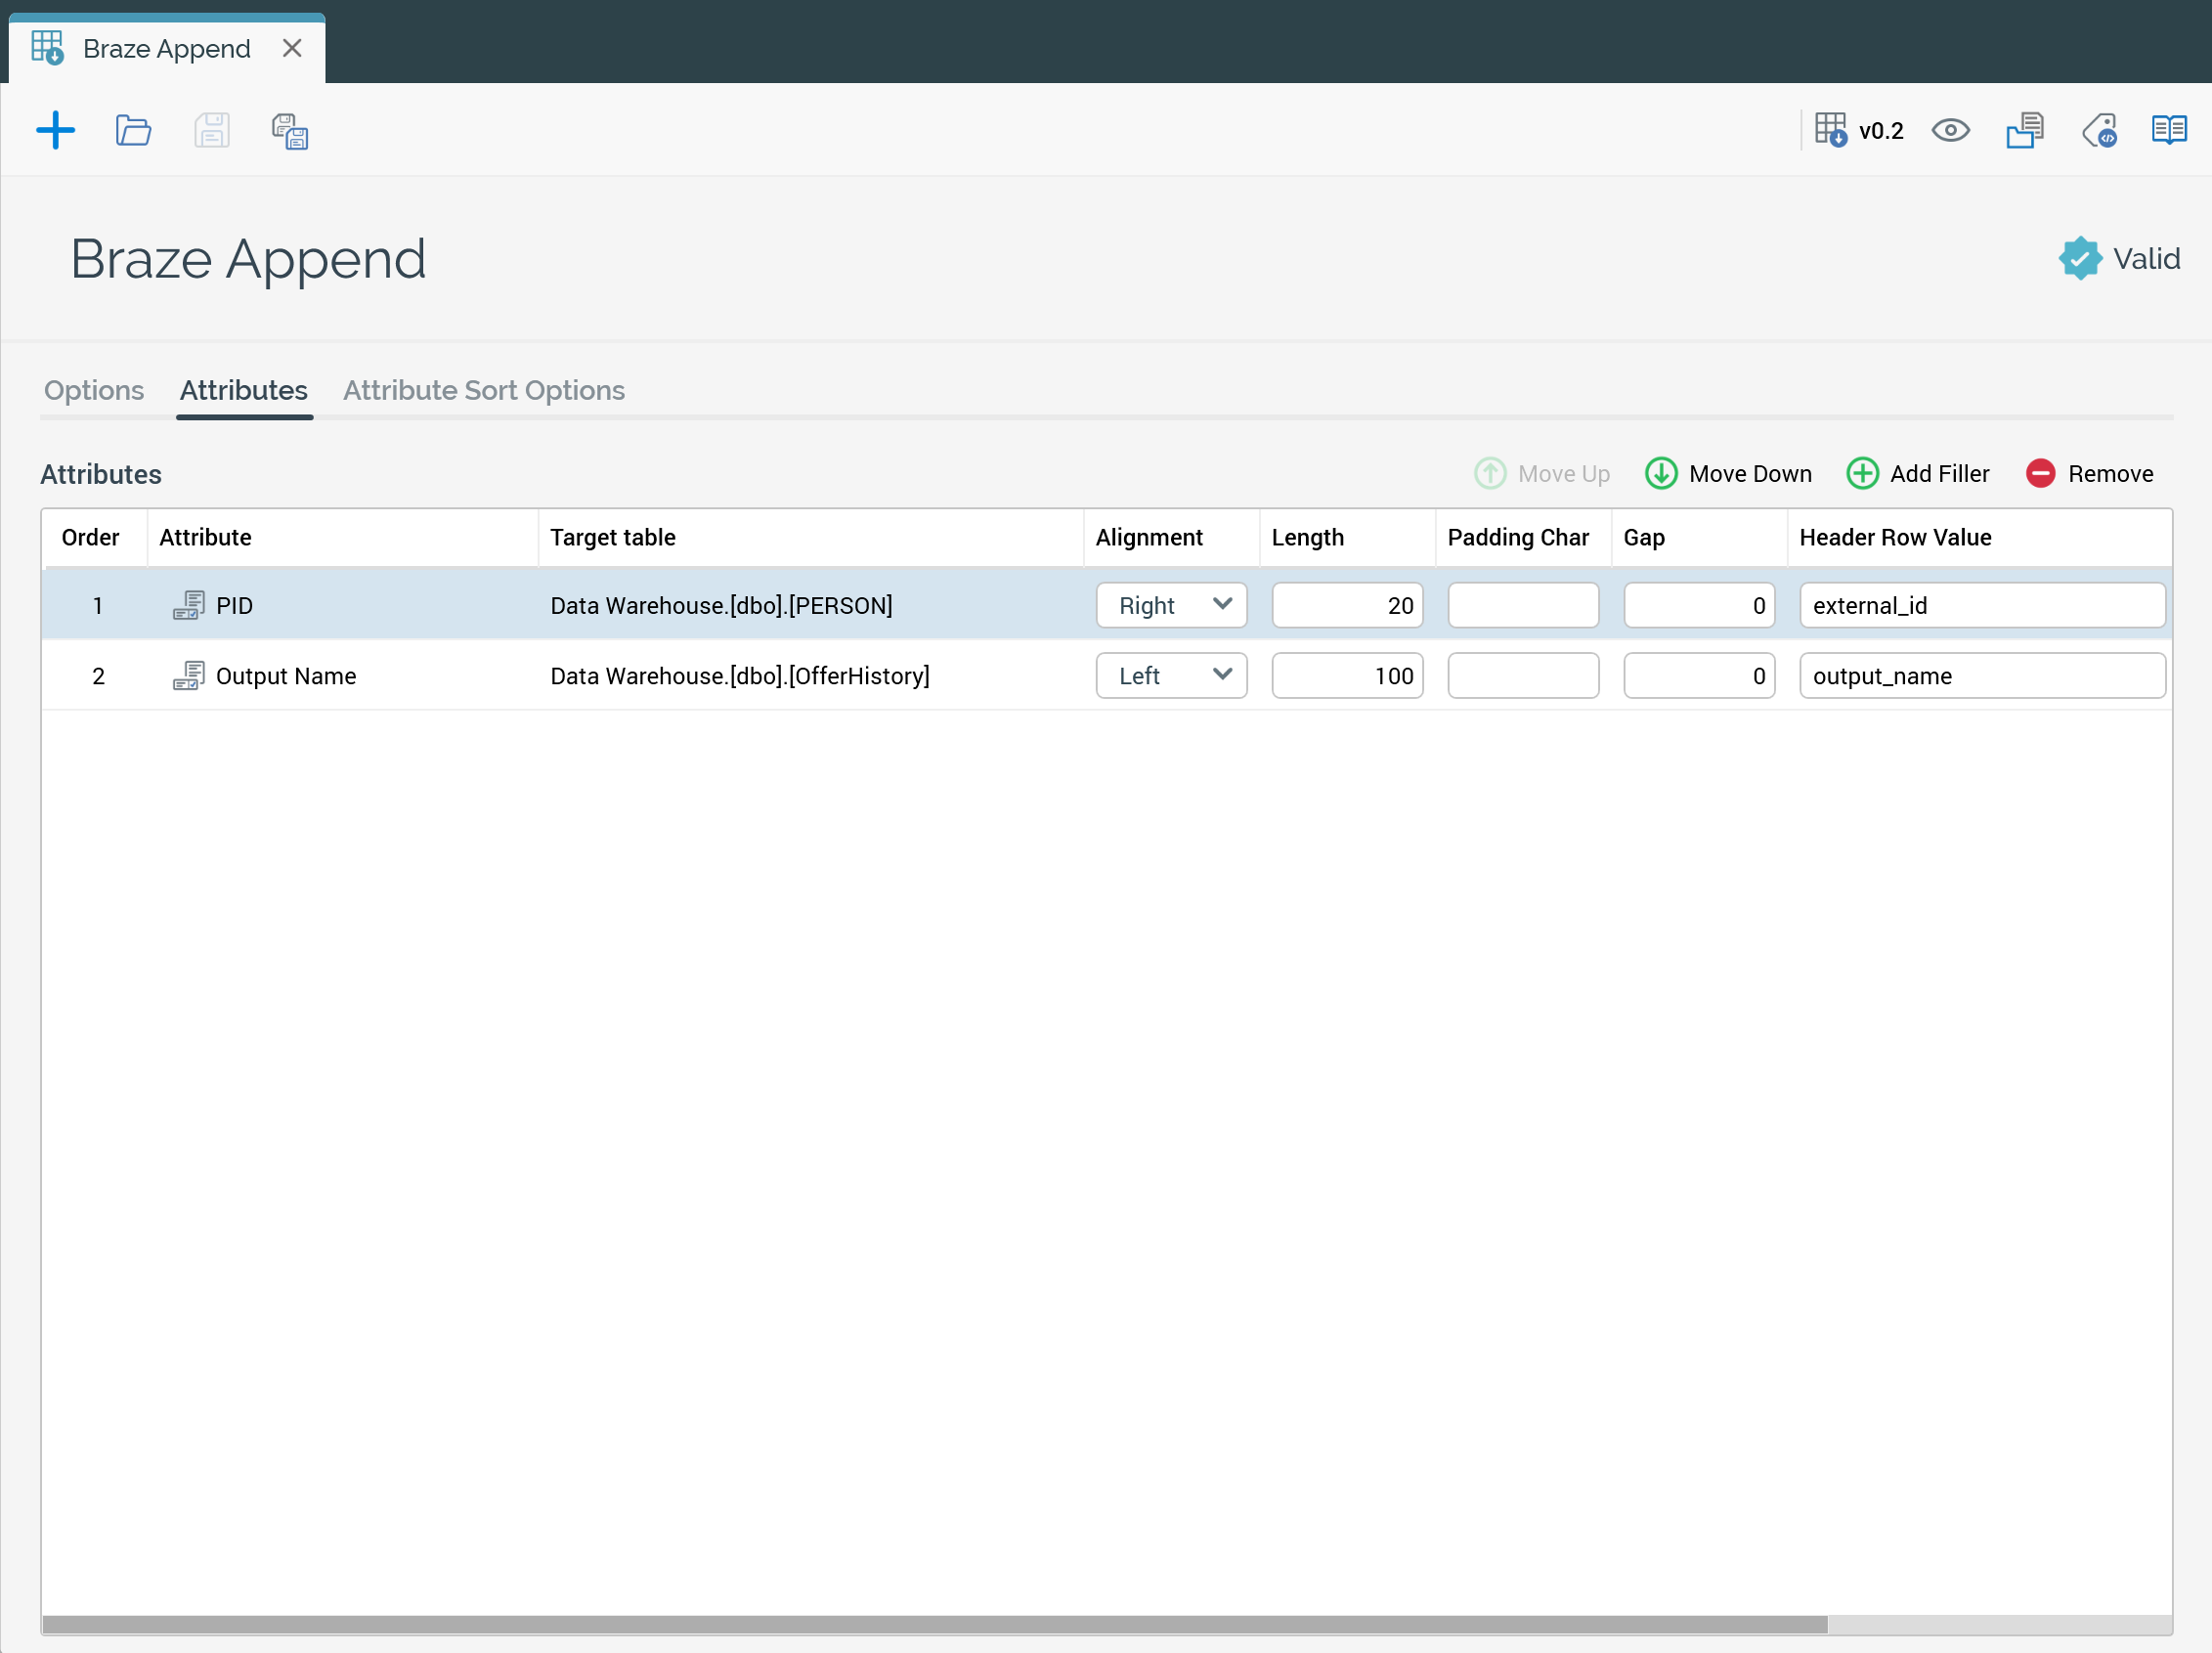 Braze Append
v0.2
Braze Append
Valid
Options Attributes Attribute Sort Options
Attributes Move Up Move Down Add Filler Remove
Order Attribute Target table Alignment Length Padding Char Gap Header Row Value
1 PID Data Warehouse.[dbo].[PERSON] Right 20 0 external_id
2 Output Name Data Warehouse.[dbo].[OfferHistory] Left 100 0 output_name